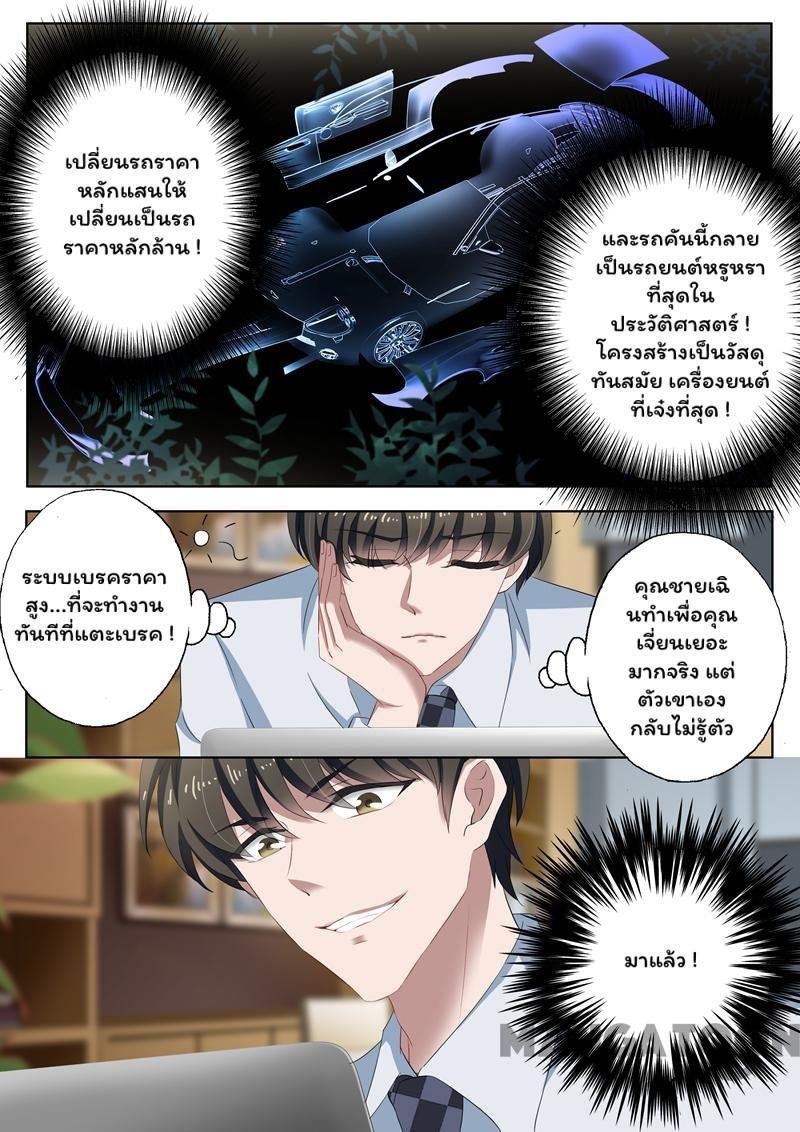 เปลี่ยนรถราคา
หลักแสนให้
เปลี่ยนเป็นรถ
ราคาหลักล้าน !
และรถคันนี้กลาย
เป็นรถยนต์หรูหรา
ที่สุดใน
ประวัติศาสตร์ !
โครงสร้างเป็นวัสดุ
ทันสมัย เครื่องยนต์
ที่เจ๋งที่สุด !
ระบบเบรคราคา
สูง...ที่จะทำงาน
ทันทีที่แตะเบรค !
คุณชายเฉิ
นทำเพื่อคุณ
เจี่ยนเยอะ
มากจริง แต่
ตัวเขาเอง
กลับไม่รู้ตัว
มาแล้ว !
MANGATOON